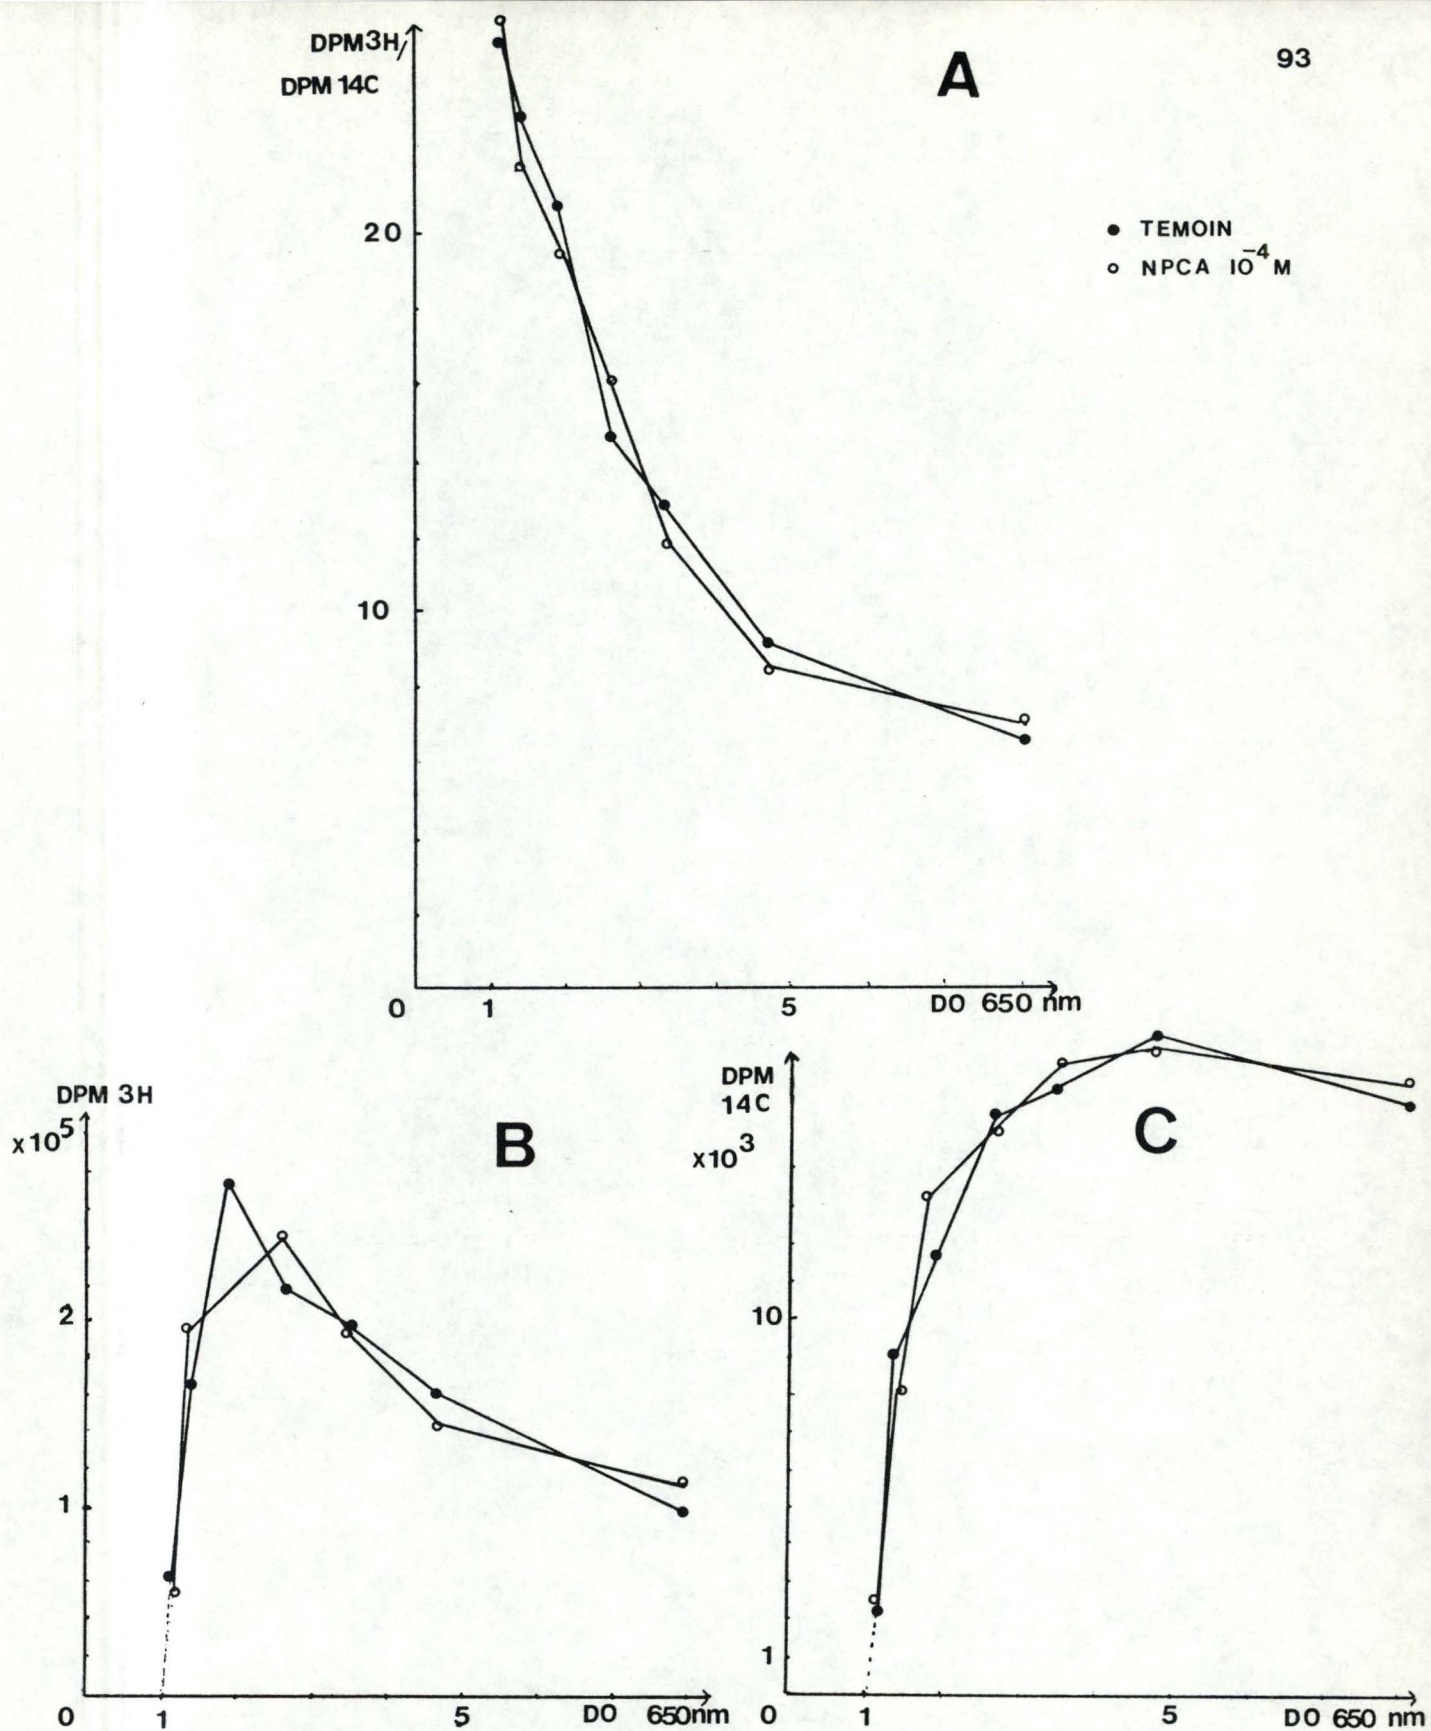 93
DPM3H/
DPM 14C
A
20
10
0 1 5 DO 650 nm
● TEMOIN
○ NPCA 10⁻⁴ M
DPM 3H
x10⁵
B
2
1
0 1 5 DO 650nm
DPM
14C
x10³
C
10
1
0 1 5 DO 650 nm